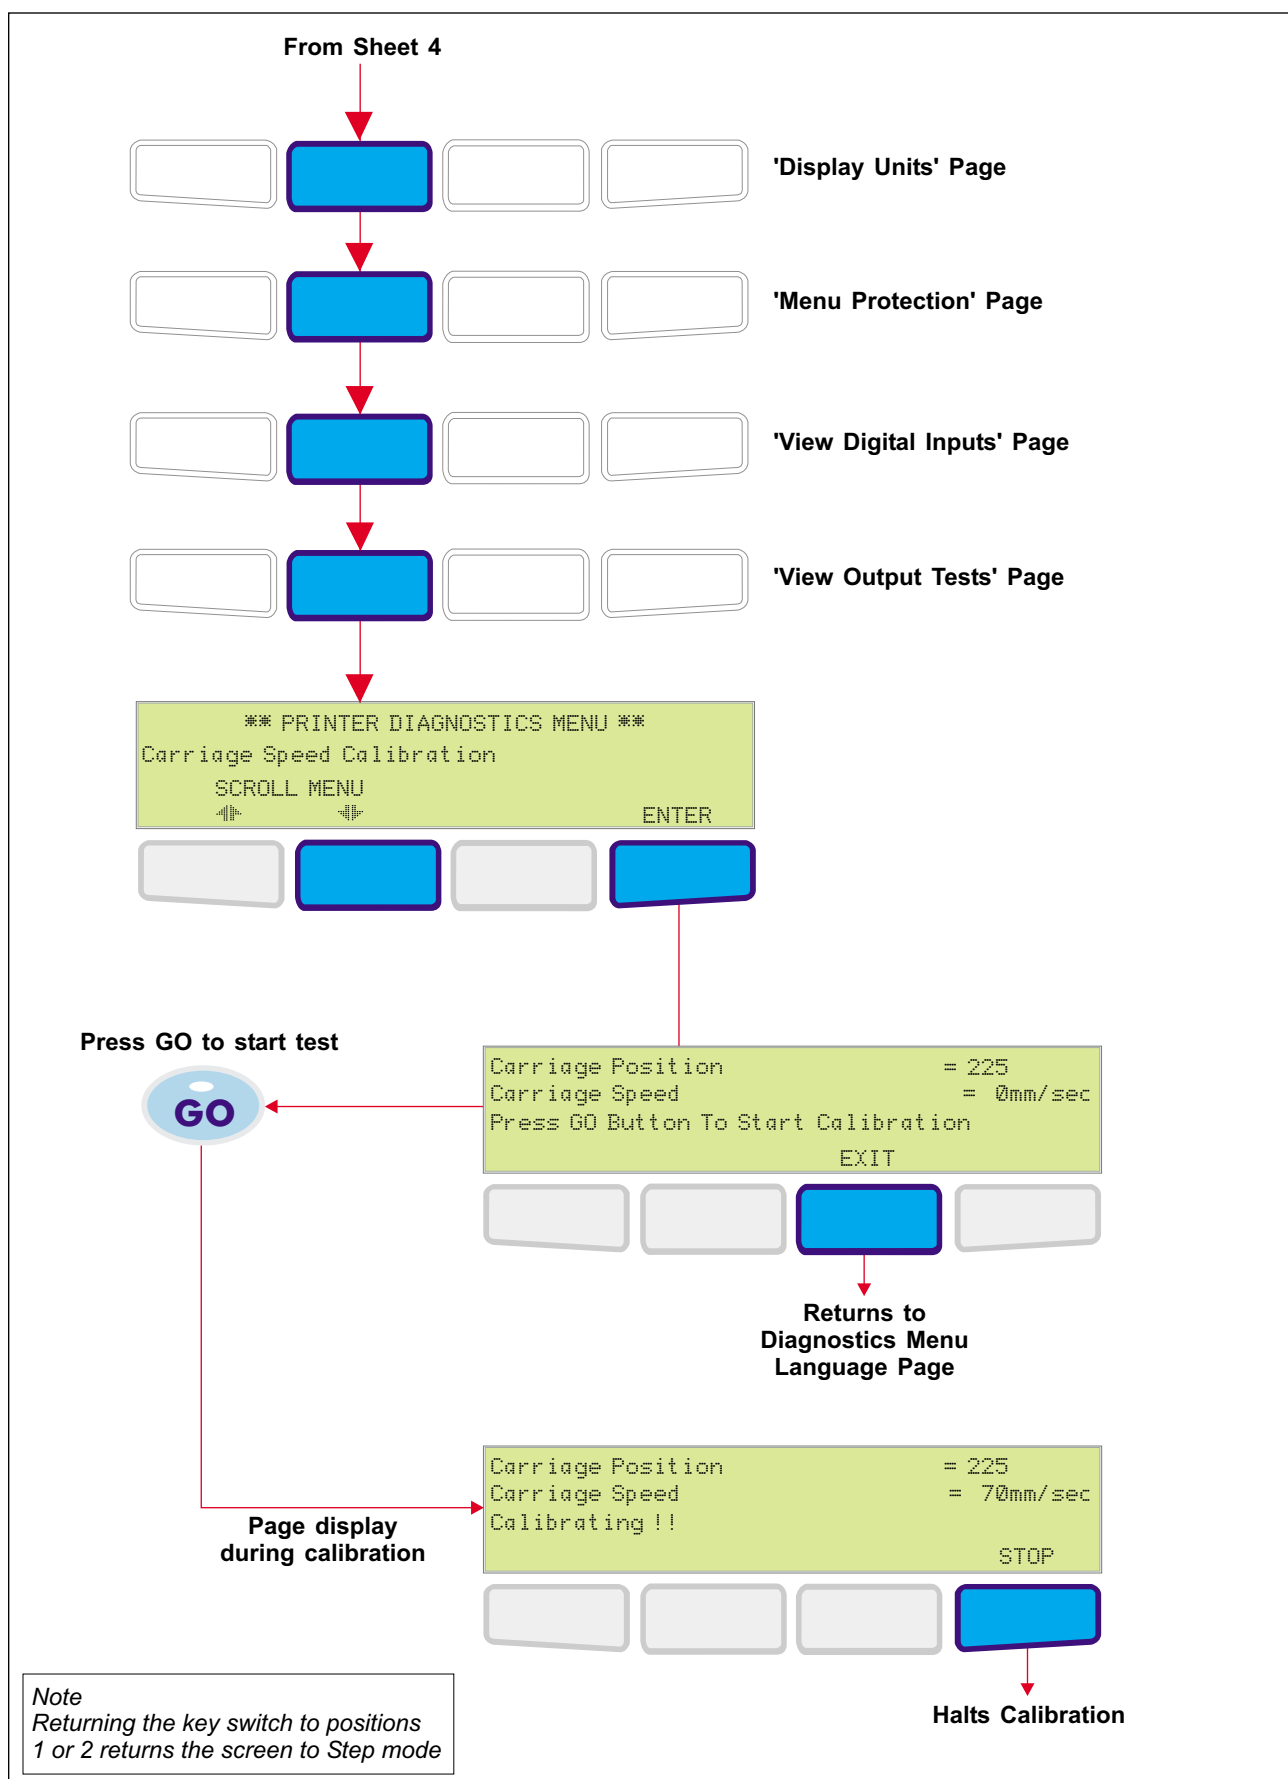 From Sheet 4
'Display Units' Page
'Menu Protection' Page
'View Digital Inputs' Page
'View Output Tests' Page
** PRINTER DIAGNOSTICS MENU **
Carriage Speed Calibration
SCROLL MENU
ENTER
Press GO to start test
GO
Carriage Position = 225
Carriage Speed = 0mm/sec
Press GO Button To Start Calibration
EXIT
Returns to
Diagnostics Menu
Language Page
Carriage Position = 225
Carriage Speed = 70mm/sec
Calibrating !!
STOP
Page display
during calibration
Halts Calibration
Note
Returning the key switch to positions
1 or 2 returns the screen to Step mode